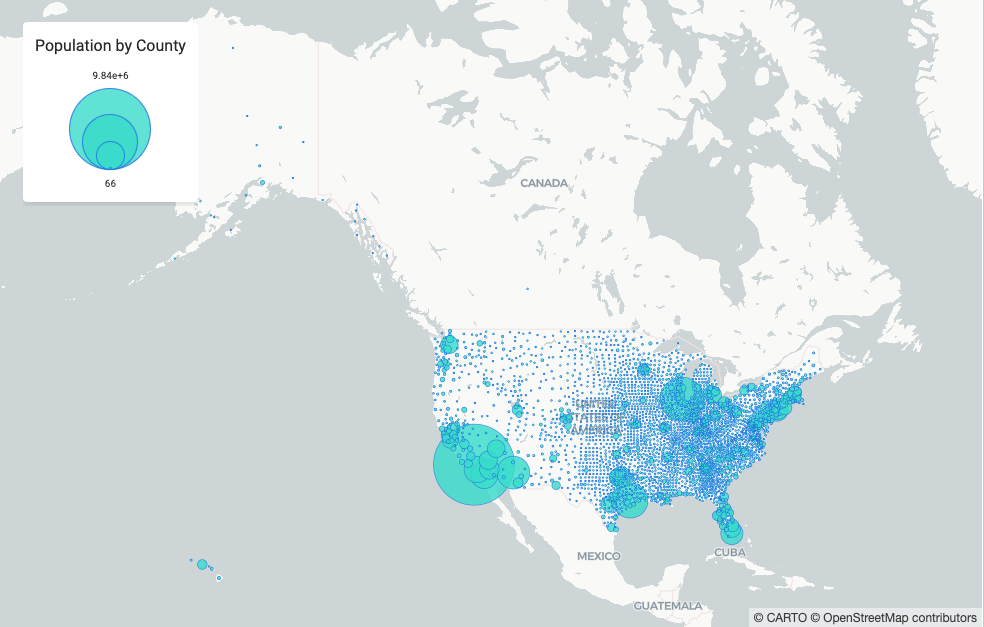 Population by County
9.84e+6
66
CANADA
UNITED
STATES OF
AMERICA
MEXICO
CUBA
GUATEMALA
© CARTO © OpenStreetMap contributors